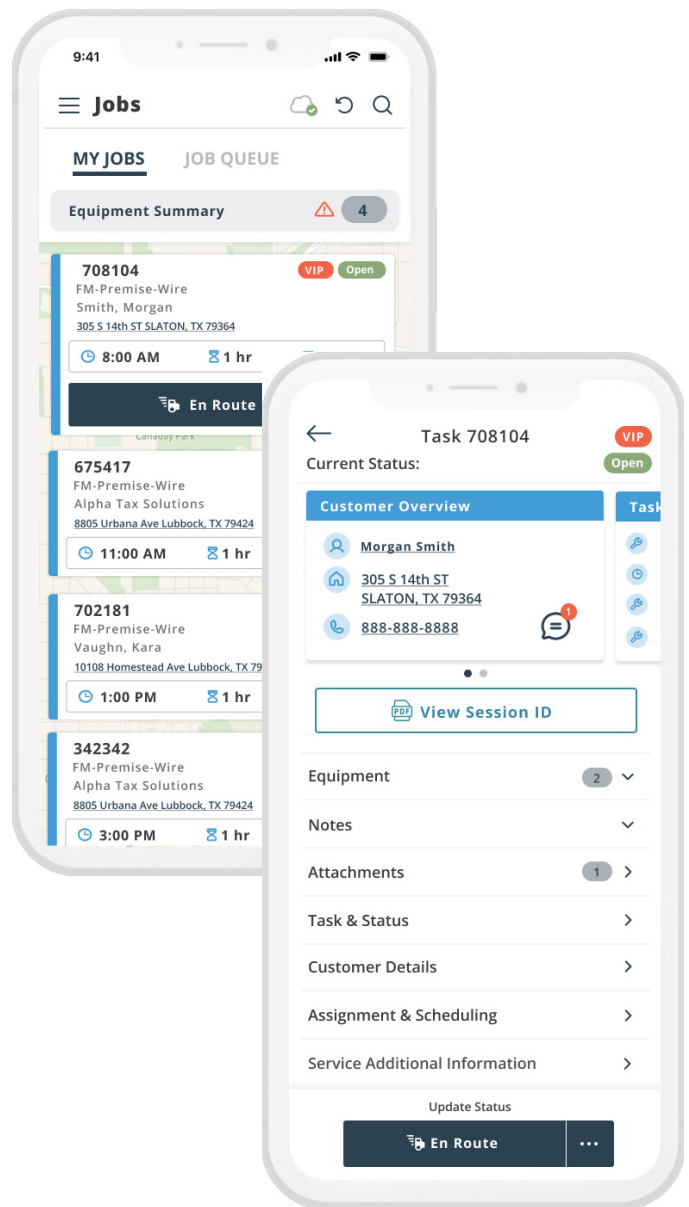 9:41
Jobs
MY JOBS JOB QUEUE
Equipment Summary 4
708104 VIP Open
FM-Premise-Wire
Smith, Morgan
305 S 14th ST SLATON, TX 79364
8:00 AM 1 hr
En Route
Canaday Park
675417
FM-Premise-Wire
Alpha Tax Solutions
8805 Urbana Ave Lubbock, TX 79424
11:00 AM 1 hr
702181
FM-Premise-Wire
Vaughn, Kara
10108 Homestead Ave Lubbock, TX 79
1:00 PM 1 hr
342342
FM-Premise-Wire
Alpha Tax Solutions
8805 Urbana Ave Lubbock, TX 79424
3:00 PM 1 hr
Task 708104 VIP
Current Status: Open
Customer Overview Task
Morgan Smith
305 S 14th ST
SLATON, TX 79364
888-888-8888 1
PDF View Session ID
Equipment 2
Notes
Attachments 1
Task & Status
Customer Details
Assignment & Scheduling
Service Additional Information
Update Status
En Route ...